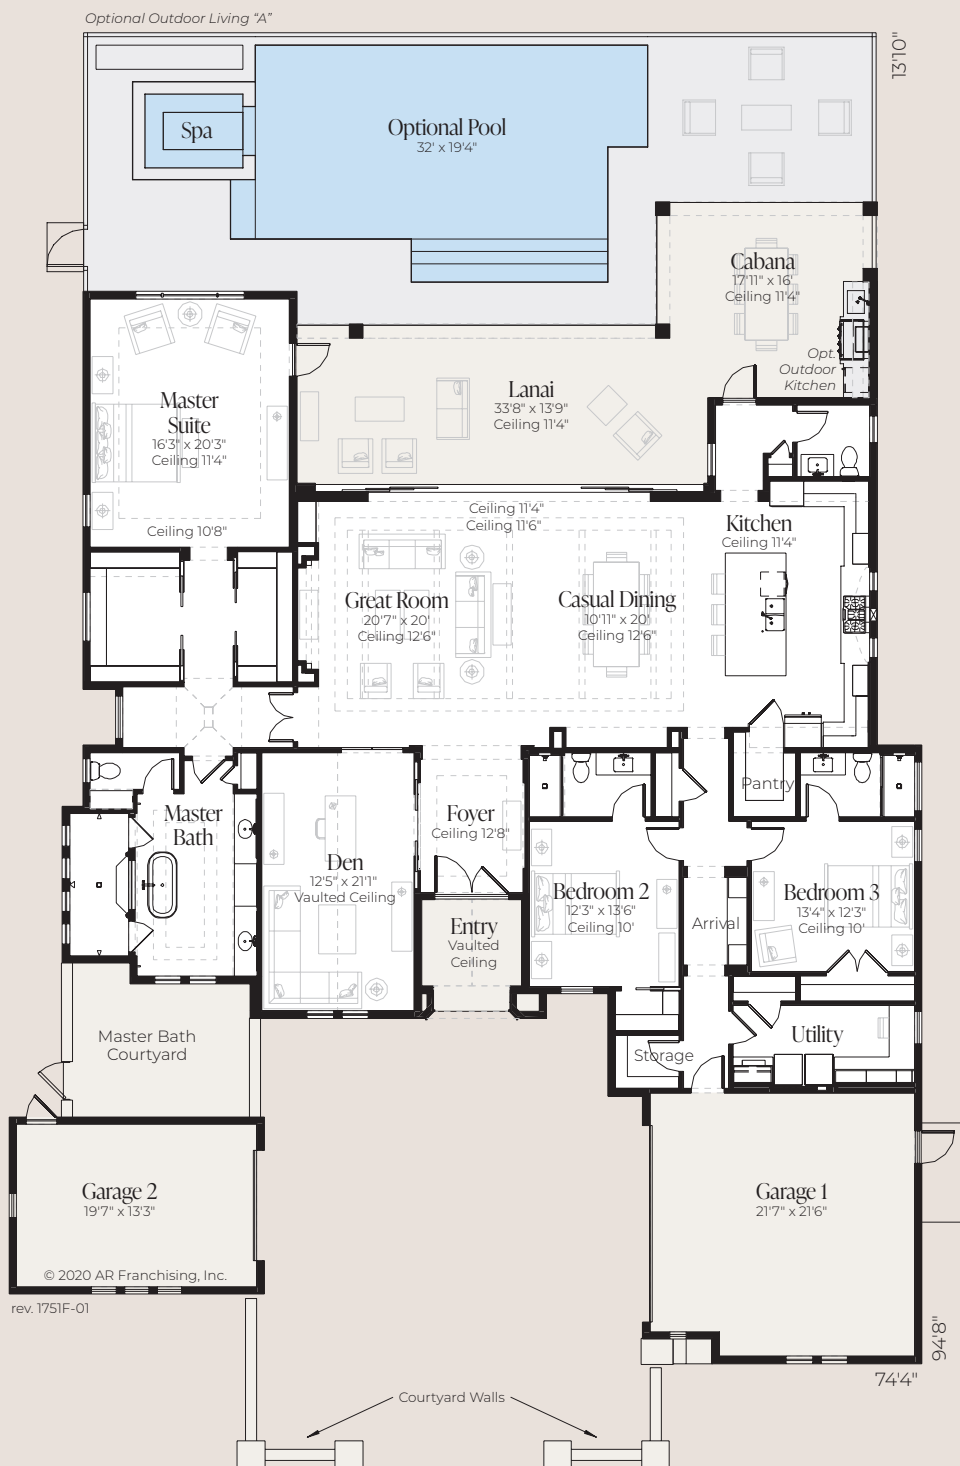 Optional Outdoor Living “A”
13'10"
Spa
Optional Pool
32' x 19'4"
Cabana
17'11" x 16'
Ceiling 11'4"
Opt.
Outdoor
Kitchen
Lanai
33'8" x 13'9"
Ceiling 11'4"
Master
Suite
16'3" x 20'3"
Ceiling 11'4"
Ceiling 10'8"
Ceiling 11'4"
Ceiling 11'6"
Kitchen
Ceiling 11'4"
Great Room
20'7" x 20'
Ceiling 12'6"
Casual Dining
10'11" x 20'
Ceiling 12'6"
Pantry
Master
Bath
Foyer
Ceiling 12'8"
Den
12'5" x 21'1"
Vaulted Ceiling
Bedroom 2
12'3" x 13'6"
Ceiling 10'
Bedroom 3
13'4" x 12'3"
Ceiling 10'
Arrival
Entry
Vaulted
Ceiling
Master Bath
Courtyard
Utility
Storage
Garage 2
19'7" x 13'3"
Garage 1
21'7" x 21'6"
© 2020 AR Franchising, Inc.
rev. 1751F-01
94'8"
74'4"
Courtyard Walls